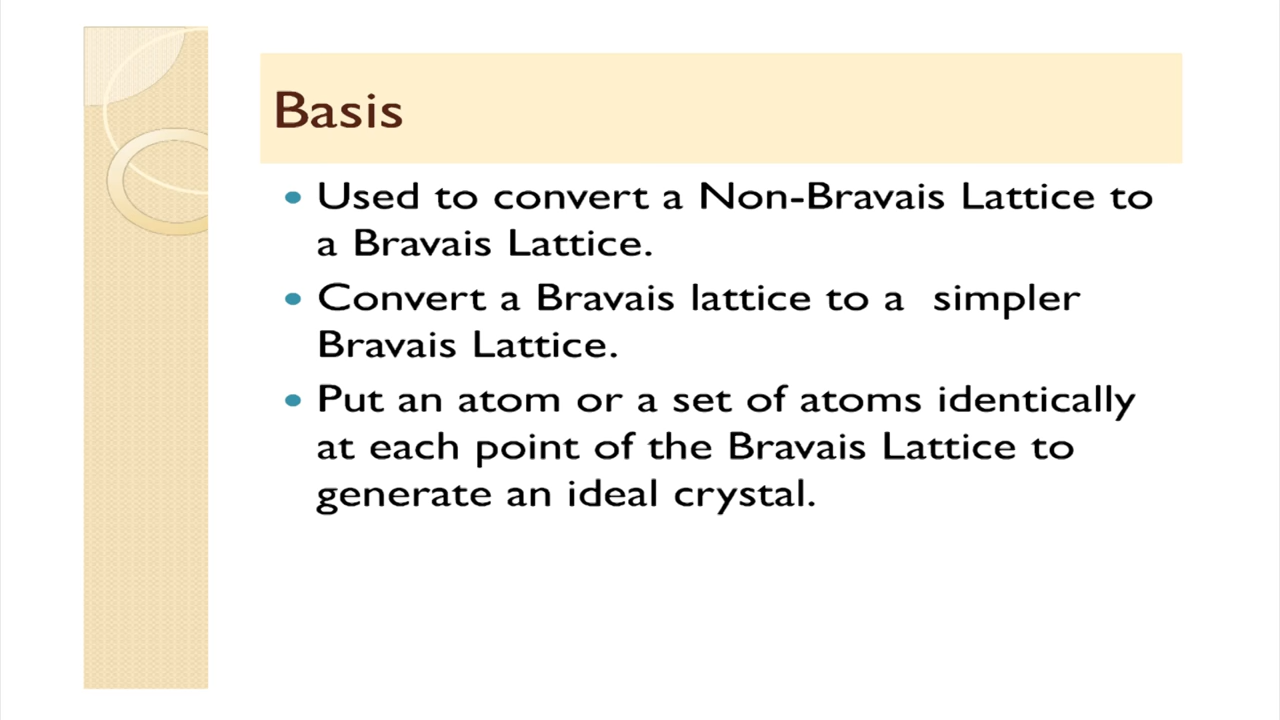 Basis
• Used to convert a Non-Bravais Lattice to
a Bravais Lattice.
• Convert a Bravais lattice to a  simpler
Bravais Lattice.
• Put an atom or a set of atoms identically
at each point of the Bravais Lattice to
generate an ideal crystal.